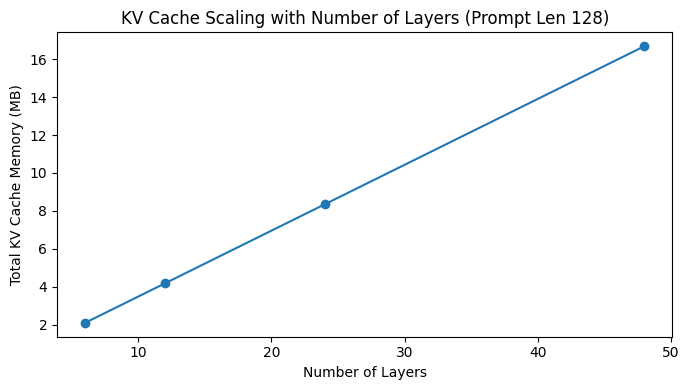 KV Cache Scaling with Number of Layers (Prompt Len 128)
Total KV Cache Memory (MB)
16
14
12
10
8
6
4
2
10 20 30 40 50
Number of Layers